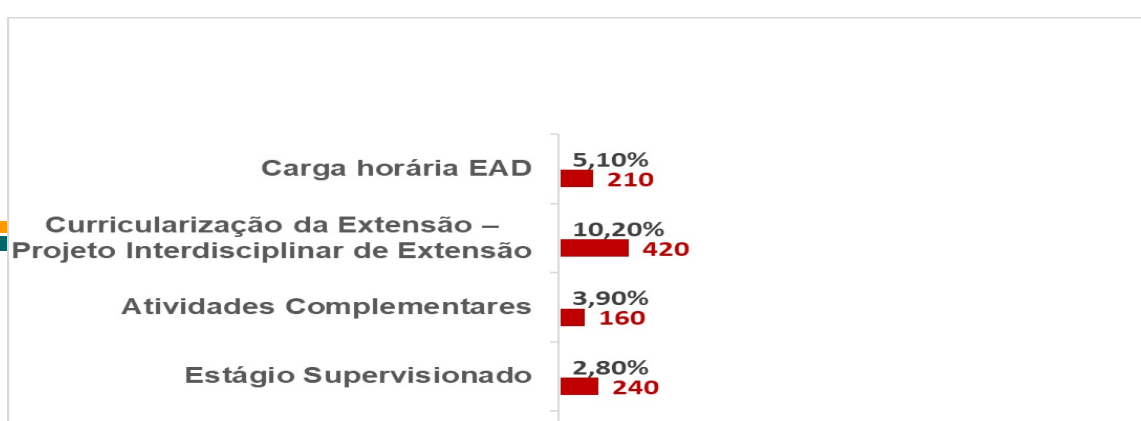 Carga horária EAD
5,10%
210
Curricularização da Extensão –
Projeto Interdisciplinar de Extensão
10,20%
420
Atividades Complementares
3,90%
160
Estágio Supervisionado
2,80%
240